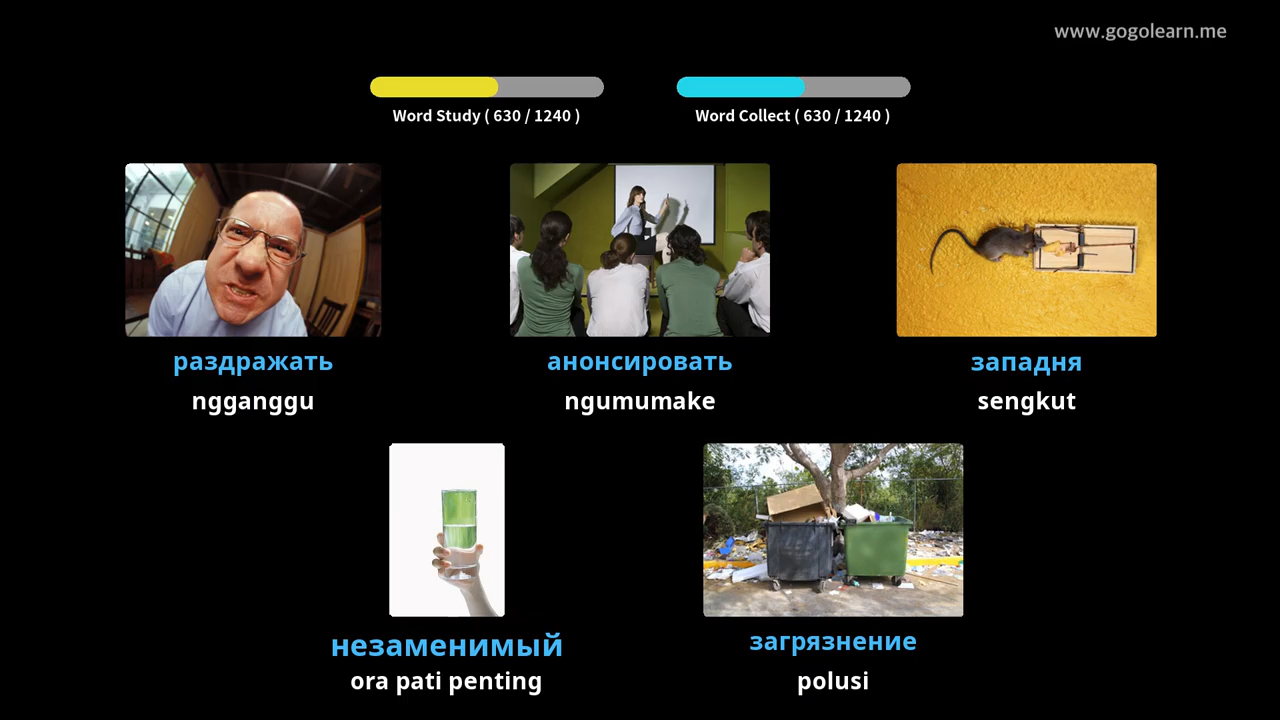 www.gogolearn.me
Word Study ( 630 / 1240 )
Word Collect ( 630 / 1240 )
раздражать
ngganggu
анонсировать
ngumumake
западня
sengkut
незаменимый
ora pati penting
загрязнение
polusi